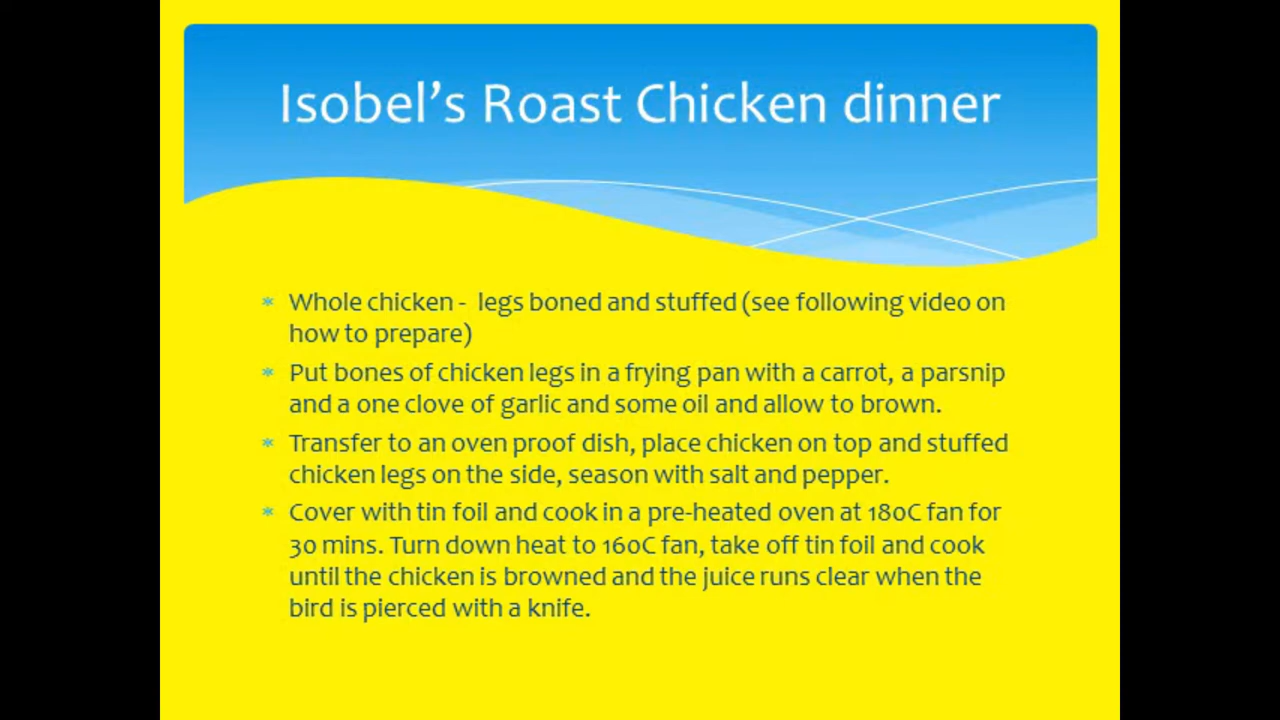 Isobel's Roast Chicken dinner
* Whole chicken - legs boned and stuffed (see following video on
how to prepare)
* Put bones of chicken legs in a frying pan with a carrot, a parsnip
and a one clove of garlic and some oil and allow to brown.
* Transfer to an oven proof dish, place chicken on top and stuffed
chicken legs on the side, season with salt and pepper.
* Cover with tin foil and cook in a pre-heated oven at 180C fan for
30 mins. Turn down heat to 160C fan, take off tin foil and cook
until the chicken is browned and the juice runs clear when the
bird is pierced with a knife.